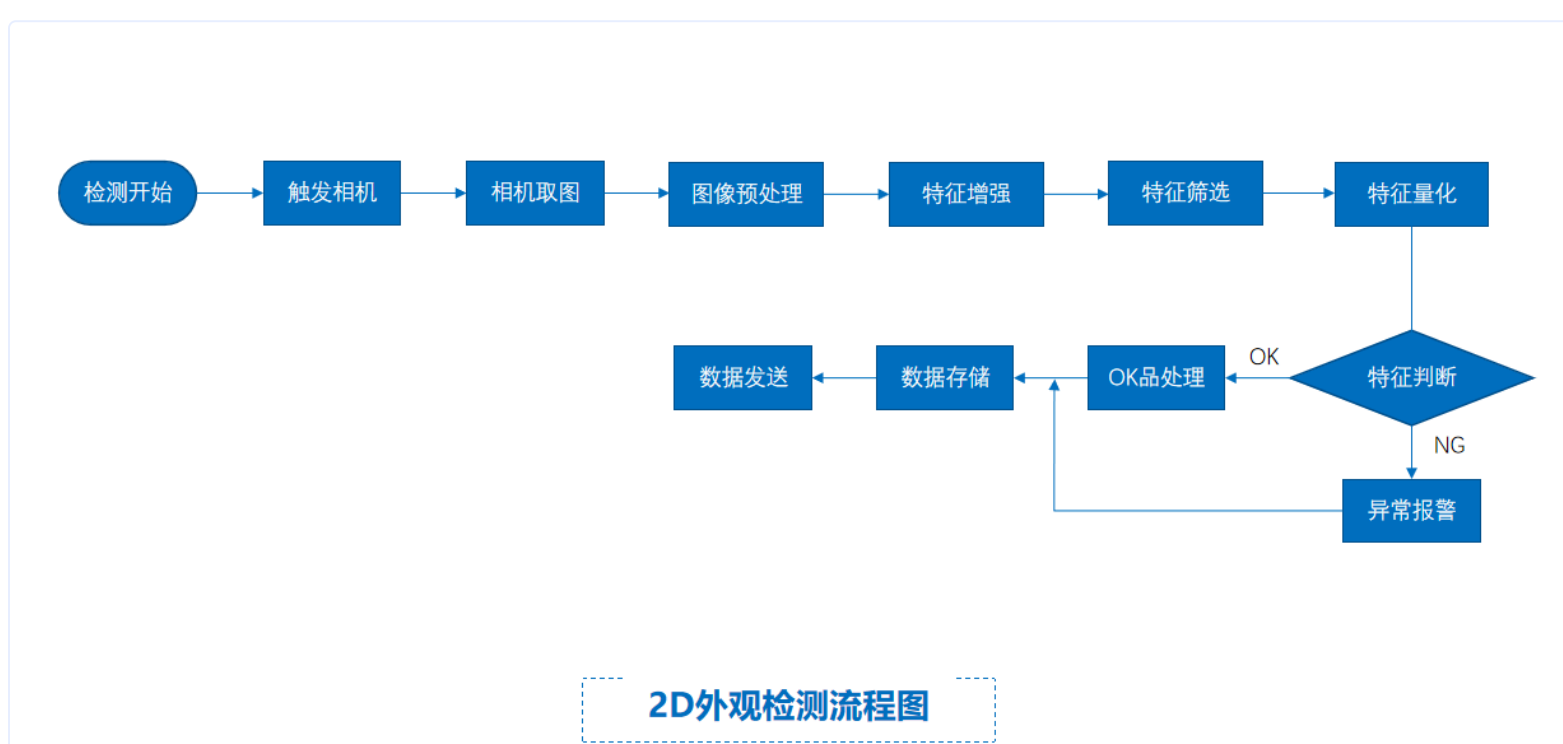 检测开始
触发相机
相机取图
图像预处理
特征增强
特征筛选
特征量化
特征判断
OK
OK品处理
数据存储
数据发送
NG
异常报警
2D外观检测流程图